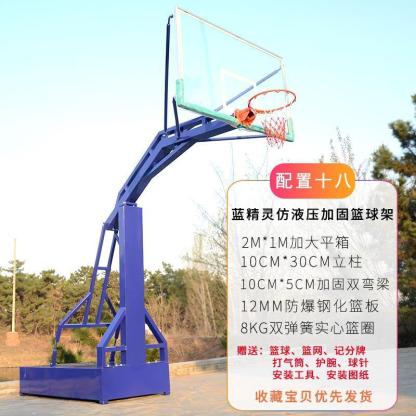 配置十八
蓝精灵仿液压加固篮球架
2M*1M加大平箱
10CM*30CM立柱
10CM*5CM加固双弯梁
12MM防爆钢化篮板
8KG双弹簧实心篮圈
赠送：篮球、篮网、记分牌
打气筒、护腕、球针
安装工具、安装图纸
收藏宝贝优先发货